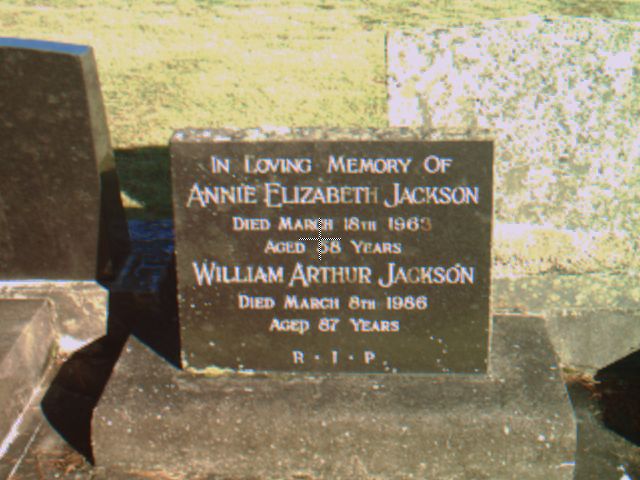 In Loving Memory Of
Annie Elizabeth Jackson
Died March 18th 1963
Aged Years
William Arthur Jackson
Died March 8th 1986
Aged 87 Years
R · I · P